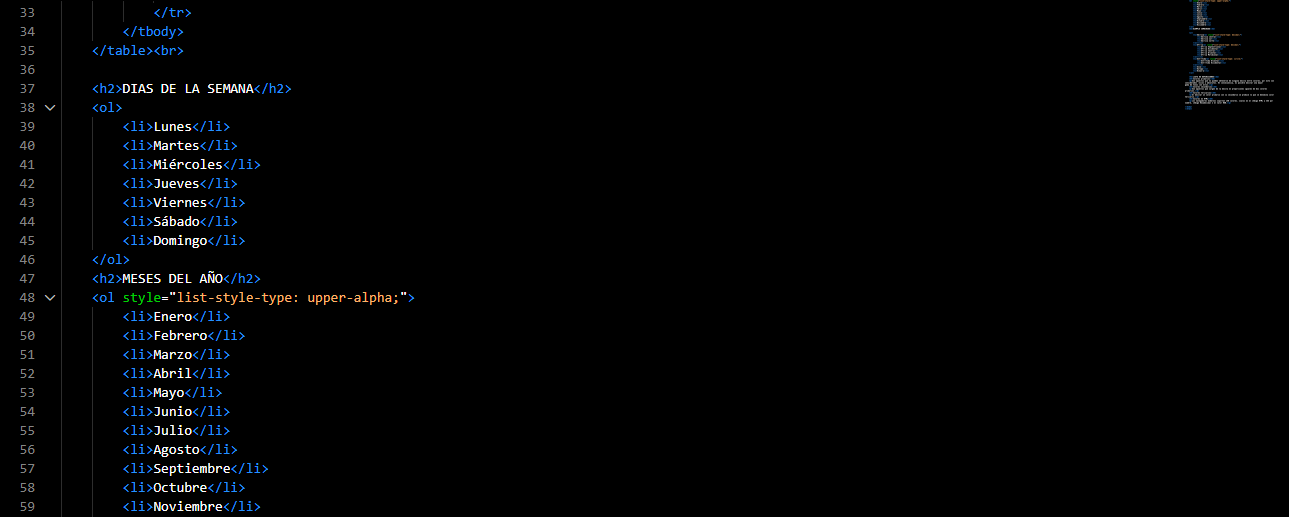 33 </tr>
34 </tbody>
35 </table><br>
36
37 <h2>DIAS DE LA SEMANA</h2>
38 <ol>
39 <li>Lunes</li>
40 <li>Martes</li>
41 <li>Miércoles</li>
42 <li>Jueves</li>
43 <li>Viernes</li>
44 <li>Sábado</li>
45 <li>Domingo</li>
46 </ol>
47 <h2>MESES DEL AÑO</h2>
48 <ol style="list-style-type: upper-alpha;">
49 <li>Enero</li>
50 <li>Febrero</li>
51 <li>Marzo</li>
52 <li>Abril</li>
53 <li>Mayo</li>
54 <li>Junio</li>
55 <li>Julio</li>
56 <li>Agosto</li>
57 <li>Septiembre</li>
58 <li>Octubre</li>
59 <li>Noviembre</li>